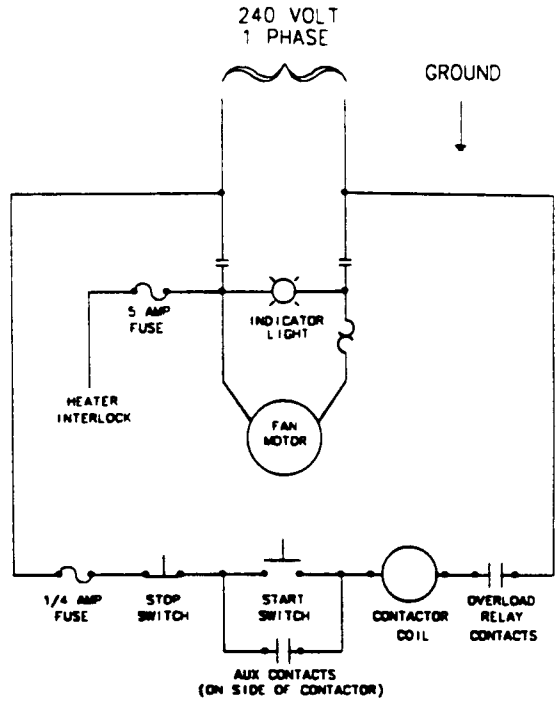 240 VOLT
1 PHASE
GROUND
5 AMP
FUSE
INDICATOR
LIGHT
HEATER
INTERLOCK
FAN
MOTOR
1/4 AMP
FUSE
STOP
SWITCH
START
SWITCH
CONTACTOR
COIL
OVERLOAD
RELAY
CONTACTS
AUX CONTACTS
(ON SIDE OF CONTACTOR)